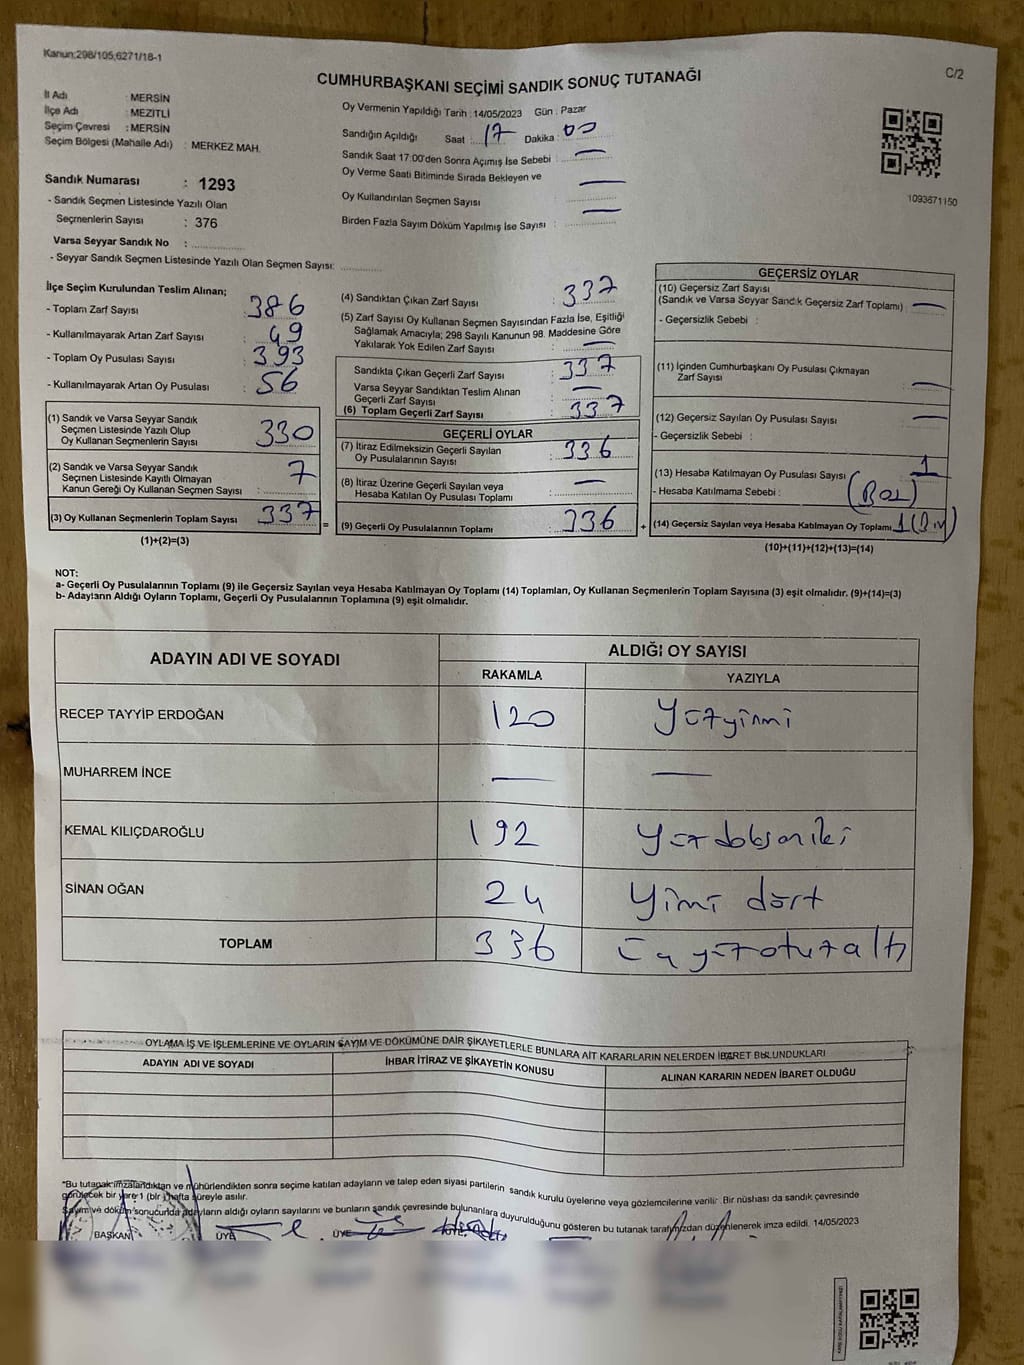 Kanun:298/105,6271/18-1
C/2
CUMHURBAŞKANI SEÇİMİ SANDIK SONUÇ TUTANAĞI
İl Adı : MERSİN
İlçe Adı : MEZİTLİ
Seçim Çevresi : MERSİN
Seçim Bölgesi (Mahalle Adı) : MERKEZ MAH.
Oy Vermenin Yapıldığı Tarih : 14/05/2023 Gün : Pazar
Sandığın Açıldığı Saat : 17 Dakika : 00
Sandık Saat 17:00'den Sonra Açımış İse Sebebi : —
Oy Verme Saati Bitiminde Sırada Bekleyen ve
Oy Kullandırılan Seçmen Sayısı : —
Birden Fazla Sayım Döküm Yapılmış İse Sayısı : —
1093671150
Sandık Numarası : 1293
- Sandık Seçmen Listesinde Yazılı Olan
Seçmenlerin Sayısı : 376
Varsa Seyyar Sandık No :
- Seyyar Sandık Seçmen Listesinde Yazılı Olan Seçmen Sayısı:
İlçe Seçim Kurulundan Teslim Alınan;
- Toplam Zarf Sayısı : 386
- Kullanılmayarak Artan Zarf Sayısı : 49
- Toplam Oy Pusulası Sayısı : 393
- Kullanılmayarak Artan Oy Pusulası : 56
(1) Sandık ve Varsa Seyyar Sandık
Seçmen Listesinde Yazılı Olup
Oy Kullanan Seçmenlerin Sayısı : 330
(2) Sandık ve Varsa Seyyar Sandık
Seçmen Listesinde Kayıtlı Olmayan
Kanun Gereği Oy Kullanan Seçmen Sayısı : 7
(3) Oy Kullanan Seçmenlerin Toplam Sayısı : 337 =
(1)+(2)=(3)
(4) Sandıktan Çıkan Zarf Sayısı : 337
(5) Zarf Sayısı Oy Kullanan Seçmen Sayısından Fazla İse, Eşitliği
Sağlamak Amacıyla; 298 Sayılı Kanunun 98. Maddesine Göre
Yakılarak Yok Edilen Zarf Sayısı : —
Sandıkta Çıkan Geçerli Zarf Sayısı : 337
Varsa Seyyar Sandıktan Teslim Alınan
Geçerli Zarf Sayısı : —
(6) Toplam Geçerli Zarf Sayısı : 337
GEÇERLİ OYLAR
(7) İtiraz Edilmeksizin Geçerli Sayılan
Oy Pusulalarının Sayısı : 336
(8) İtiraz Üzerine Geçerli Sayılan veya
Hesaba Katılan Oy Pusulası Toplamı : —
(9) Geçerli Oy Pusulalarının Toplamı : 336 +
GEÇERSİZ OYLAR
(10) Geçersiz Zarf Sayısı
(Sandık ve Varsa Seyyar Sandık Geçersiz Zarf Toplamı) : —
- Geçersizlik Sebebi :
(11) İçinden Cumhurbaşkanı Oy Pusulası Çıkmayan
Zarf Sayısı : —
(12) Geçersiz Sayılan Oy Pusulası Sayısı : —
- Geçersizlik Sebebi :
(13) Hesaba Katılmayan Oy Pusulası Sayısı : 1
- Hesaba Katılmama Sebebi :
(14) Geçersiz Sayılan veya Hesaba Katılmayan Oy Toplamı : 1 (Bir)
(10)+(11)+(12)+(13)=(14)
NOT:
a- Geçerli Oy Pusulalarının Toplamı (9) ile Geçersiz Sayılan veya Hesaba Katılmayan Oy Toplamı (14) Toplamları, Oy Kullanan Seçmenlerin Toplam Sayısına (3) eşit olmalıdır. (9)+(14)=(3)
b- Adayların Aldığı Oyların Toplamı, Geçerli Oy Pusulalarının Toplamına (9) eşit olmalıdır.
ADAYIN ADI VE SOYADI ALDIĞI OY SAYISI
RAKAMLA YAZIYLA
RECEP TAYYİP ERDOĞAN 120 yüzyirmi
MUHARREM İNCE — —
KEMAL KILIÇDAROĞLU 192 yüzdoksaniki
SİNAN OĞAN 24 Yirmi dört
TOPLAM 336 üçyüzotuzaltı
OYLAMA İŞ VE İŞLEMLERİNE VE OYLARIN SAYIM VE DÖKÜMÜNE DAİR ŞİKAYETLERLE BUNLARA AİT KARARLARIN NELERDEN İBARET BULUNDUKLARI
ADAYIN ADI VE SOYADI İHBAR İTİRAZ VE ŞİKAYETİN KONUSU ALINAN KARARIN NEDEN İBARET OLDUĞU
*Bu tutanak imzalandıktan ve mühürlendikten sonra seçime katılan adayların ve talep eden siyasi partilerin sandık kurulu üyelerine veya gözlemcilerine verilir. Bir nüshası da sandık çevresinde
görülecek bir yere 1 (bir) hafta süreyle asılır.
Sayım ve döküm sonucunda adayların aldığı oyların sayılarını ve bunların sandık çevresinde bulunanlara duyurulduğunu gösteren bu tutanak tarafımızdan düzenlenerek imza edildi. 14/05/2023
BAŞKAN ÜYE ÜYE ÜYE